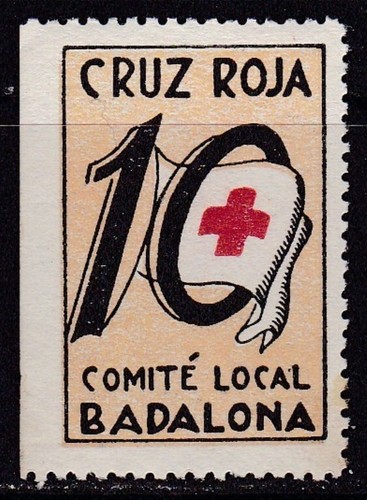 CRUZ ROJA
10
COMITÉ LOCAL
BADALONA